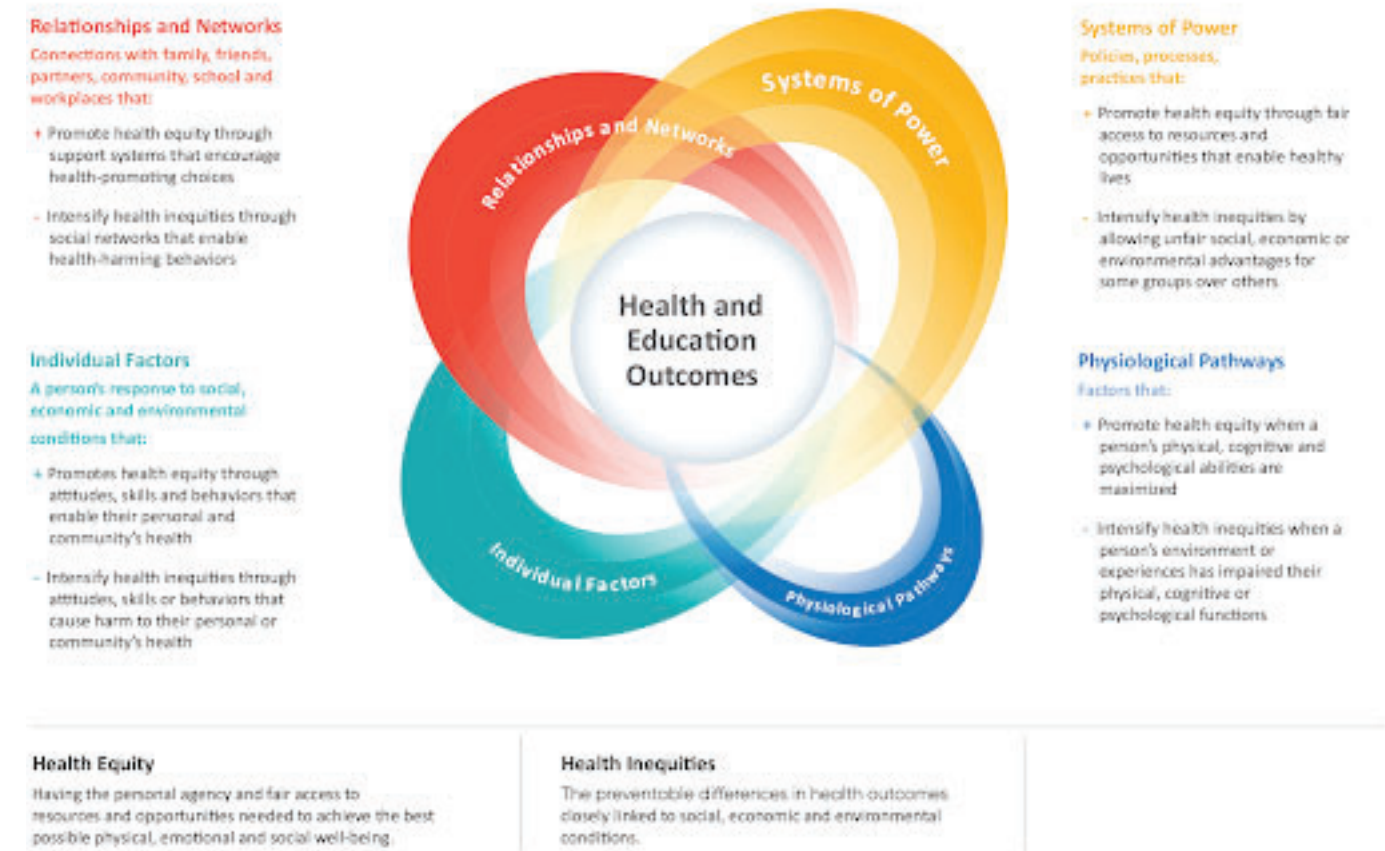 Relationships and Networks
Connections with family, friends,
partners, community, school and
workplaces that:
+ Promote health equity through
support systems that encourage
health-promoting choices
- Intensify health inequities through
social networks that enable
health-harming behaviors
Individual Factors
A person's response to social,
economic and environmental
conditions that:
+ Promotes health equity through
attitudes, skills and behaviors that
enable their personal and
community's health
- Intensify health inequities through
attitudes, skills or behaviors that
cause harm to their personal or
community's health
Relationships and Networks
Systems of Power
Health and
Education
Outcomes
Individual Factors
Physiological Pathways
Systems of Power
Policies, processes,
practices that:
+ Promote health equity through fair
access to resources and
opportunities that enable healthy
lives
- Intensify health inequities by
allowing unfair social, economic or
environmental advantages for
some groups over others
Physiological Pathways
Factors that:
+ Promote health equity when a
person's physical, cognitive and
psychological abilities are
maximized
- Intensify health inequities when a
person's environment or
experiences has impaired their
physical, cognitive or
psychological functions
Health Equity
Having the personal agency and fair access to
resources and opportunities needed to achieve the best
possible physical, emotional and social well-being.
Health Inequities
The preventable differences in health outcomes
closely linked to social, economic and environmental
conditions.